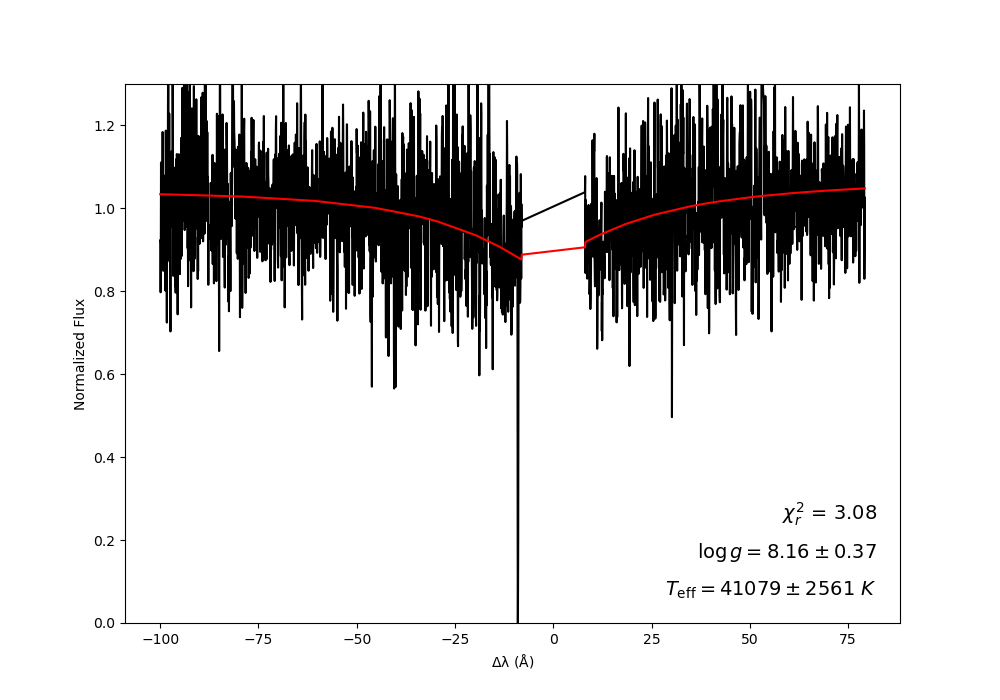 1.2
1.0
0.8
0.6
0.4
0.2
0.0
Normalized Flux
χ²ᵣ = 3.08
log g = 8.16 ± 0.37
T_eff = 41079 ± 2561 K
−100 −75 −50 −25 0 25 50 75
Δλ (Å)